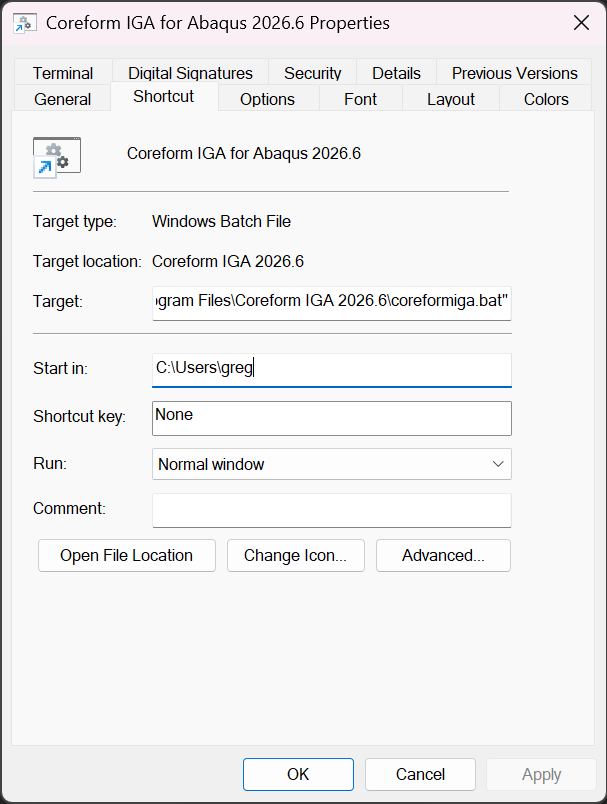 Coreform IGA for Abaqus 2026.6 Properties
Terminal Digital Signatures Security Details Previous Versions
General Shortcut Options Font Layout Colors
Coreform IGA for Abaqus 2026.6
Target type: Windows Batch File
Target location: Coreform IGA 2026.6
Target: ogram Files\Coreform IGA 2026.6\coreformiga.bat"
Start in: C:\Users\greg
Shortcut key: None
Run: Normal window
Comment:
Open File Location Change Icon... Advanced...
OK Cancel Apply